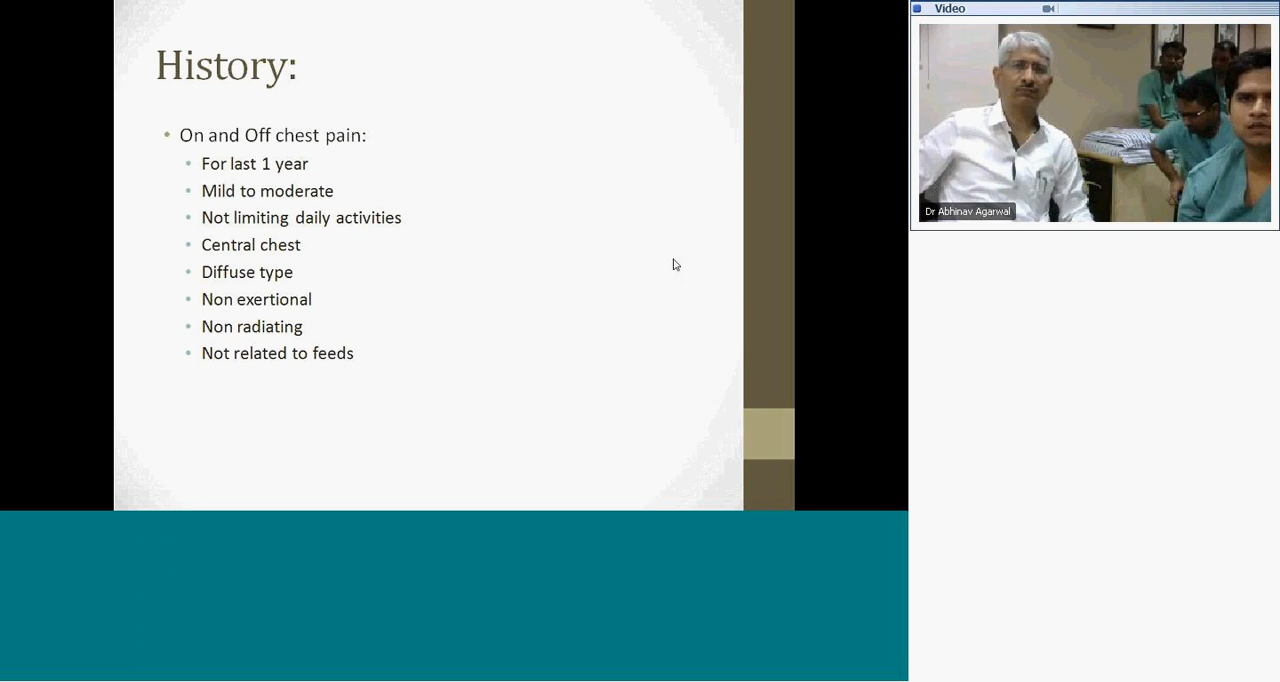 History:
On and Off chest pain:
For last 1 year
Mild to moderate
Not limiting daily activities
Central chest
Diffuse type
Non exertional
Non radiating
Not related to feeds
Video
Dr Abhinav Agarwal